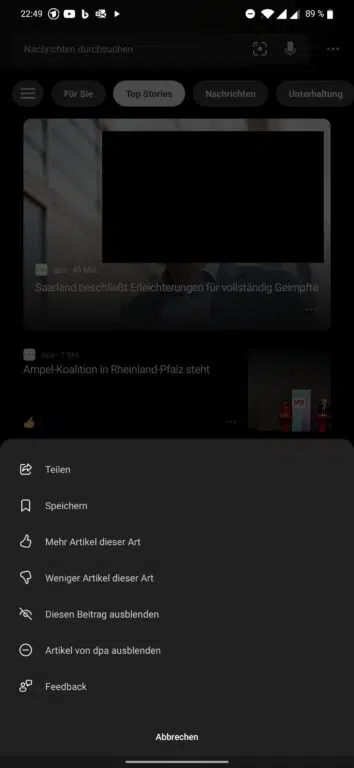 22:49
89 %
Nachrichten durchsuchen
Für Sie
Top Stories
Nachrichten
Unterhaltung
dpa · 49 Min.
Saarland beschließt Erleichterungen für vollständig Geimpfte
dpa · 1 Std.
Ampel-Koalition in Rheinland-Pfalz steht
Teilen
Speichern
Mehr Artikel dieser Art
Weniger Artikel dieser Art
Diesen Beitrag ausblenden
Artikel von dpa ausblenden
Feedback
Abbrechen